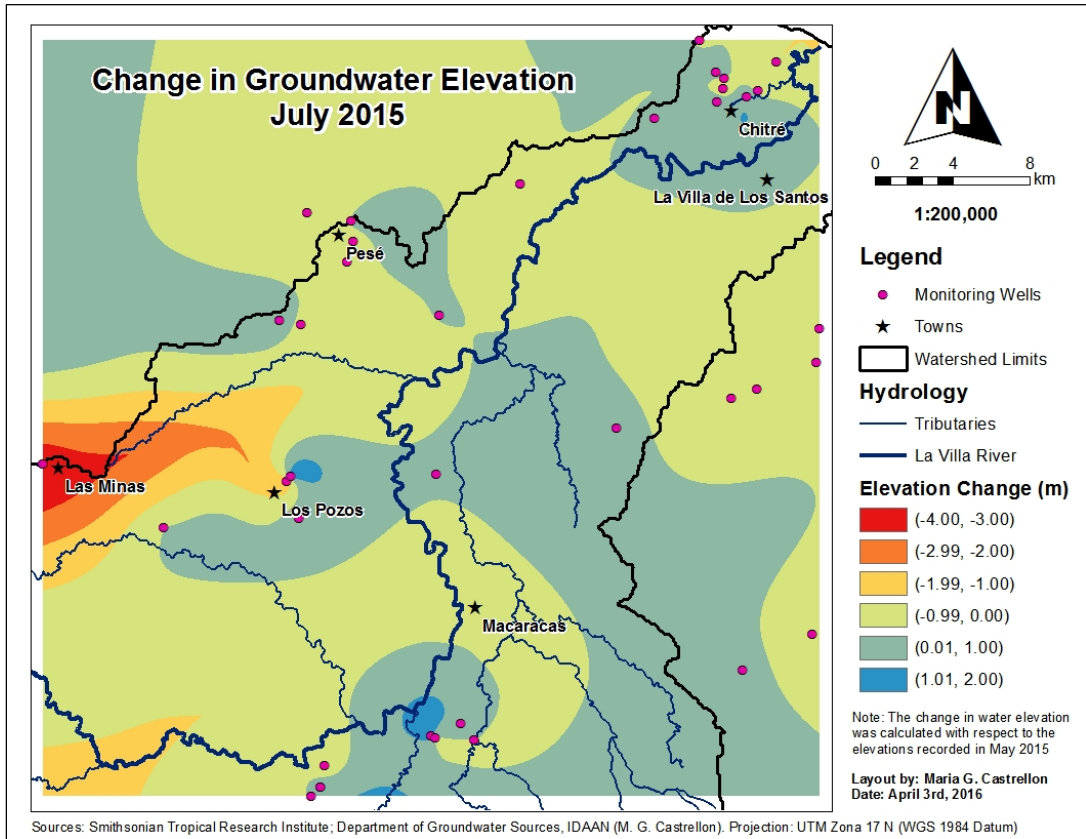 Change in Groundwater Elevation
July 2015
Chitré
La Villa de Los Santos
Pesé
Las Minas
Los Pozos
Macaracas
N
0 2 4 8
km
1:200,000
Legend
Monitoring Wells
Towns
Watershed Limits
Hydrology
Tributaries
La Villa River
Elevation Change (m)
(-4.00, -3.00)
(-2.99, -2.00)
(-1.99, -1.00)
(-0.99, 0.00)
(0.01, 1.00)
(1.01, 2.00)
Note: The change in water elevation
was calculated with respect to the
elevations recorded in May 2015
Layout by: Maria G. Castrellon
Date: April 3rd, 2016
Sources: Smithsonian Tropical Research Institute; Department of Groundwater Sources, IDAAN (M. G. Castrellon). Projection: UTM Zona 17 N (WGS 1984 Datum)